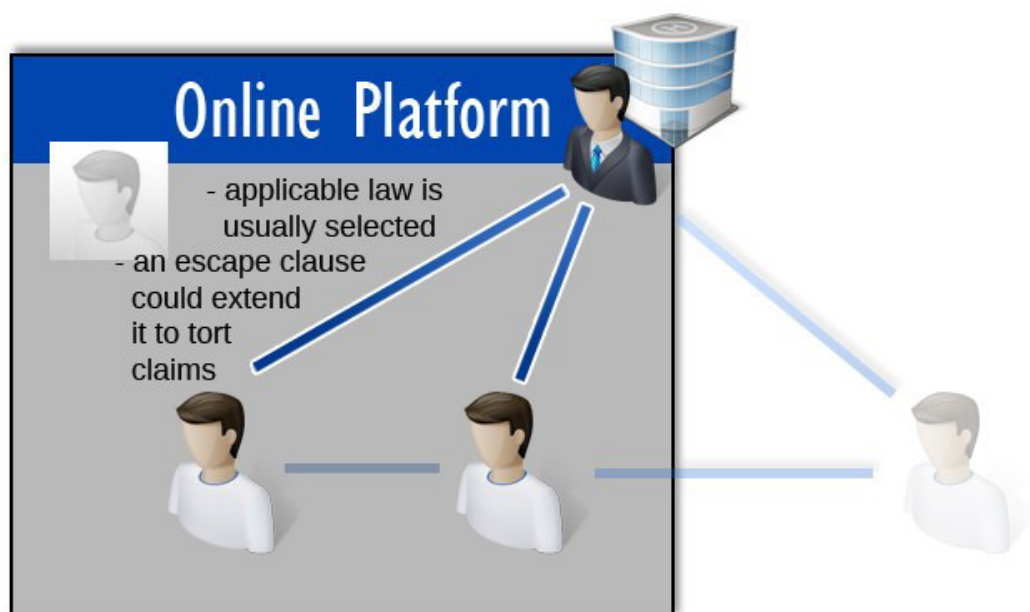 Online Platform
- applicable law is
usually selected
- an escape clause
could extend
it to tort
claims